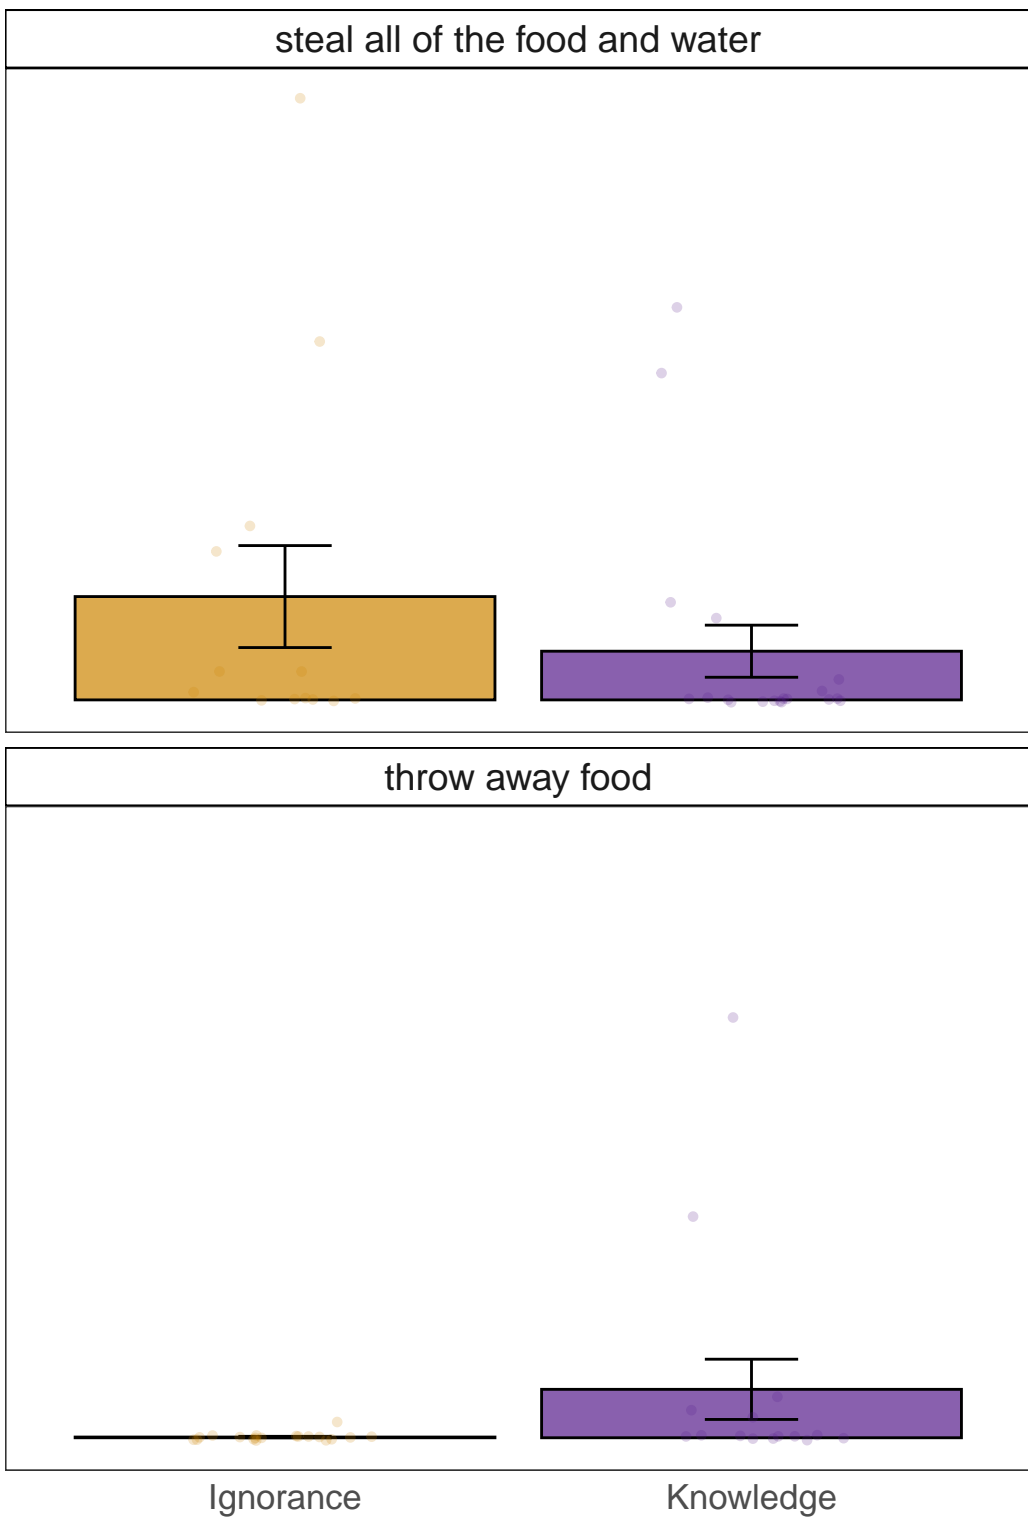 steal all of the food and water
throw away food
Ignorance
Knowledge